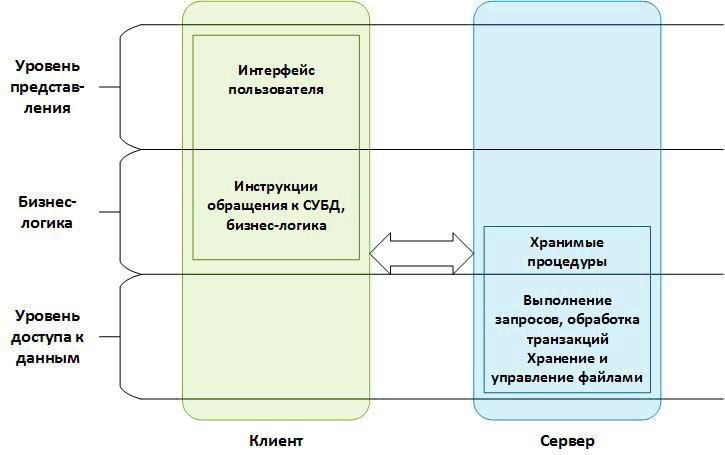 Уровень
представ-
ления
Интерфейс
пользователя
Бизнес-
логика
Инструкции
обращения к СУБД,
бизнес-логика
Хранимые
процедуры
Уровень
доступа к
данным
Выполнение
запросов, обработка
транзакций
Хранение и
управление файлами
Клиент
Сервер